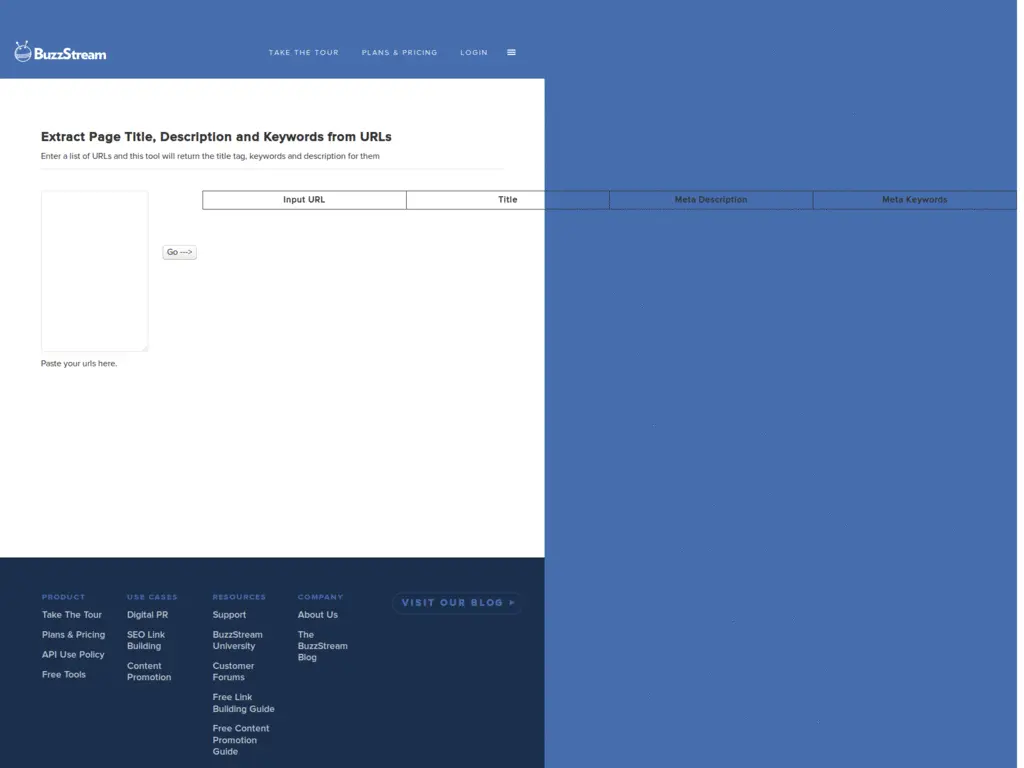 BuzzStream
TAKE THE TOUR
PLANS & PRICING
LOGIN
Extract Page Title, Description and Keywords from URLs
Enter a list of URLs and this tool will return the title tag, keywords and description for them
Input URL
Title
Meta Description
Meta Keywords
Go --->
Paste your urls here.
PRODUCT
Take The Tour
Plans & Pricing
API Use Policy
Free Tools
USE CASES
Digital PR
SEO Link
Building
Content
Promotion
RESOURCES
Support
BuzzStream
University
Customer
Forums
Free Link
Building Guide
Free Content
Promotion
Guide
COMPANY
About Us
The
BuzzStream
Blog
VISIT OUR BLOG